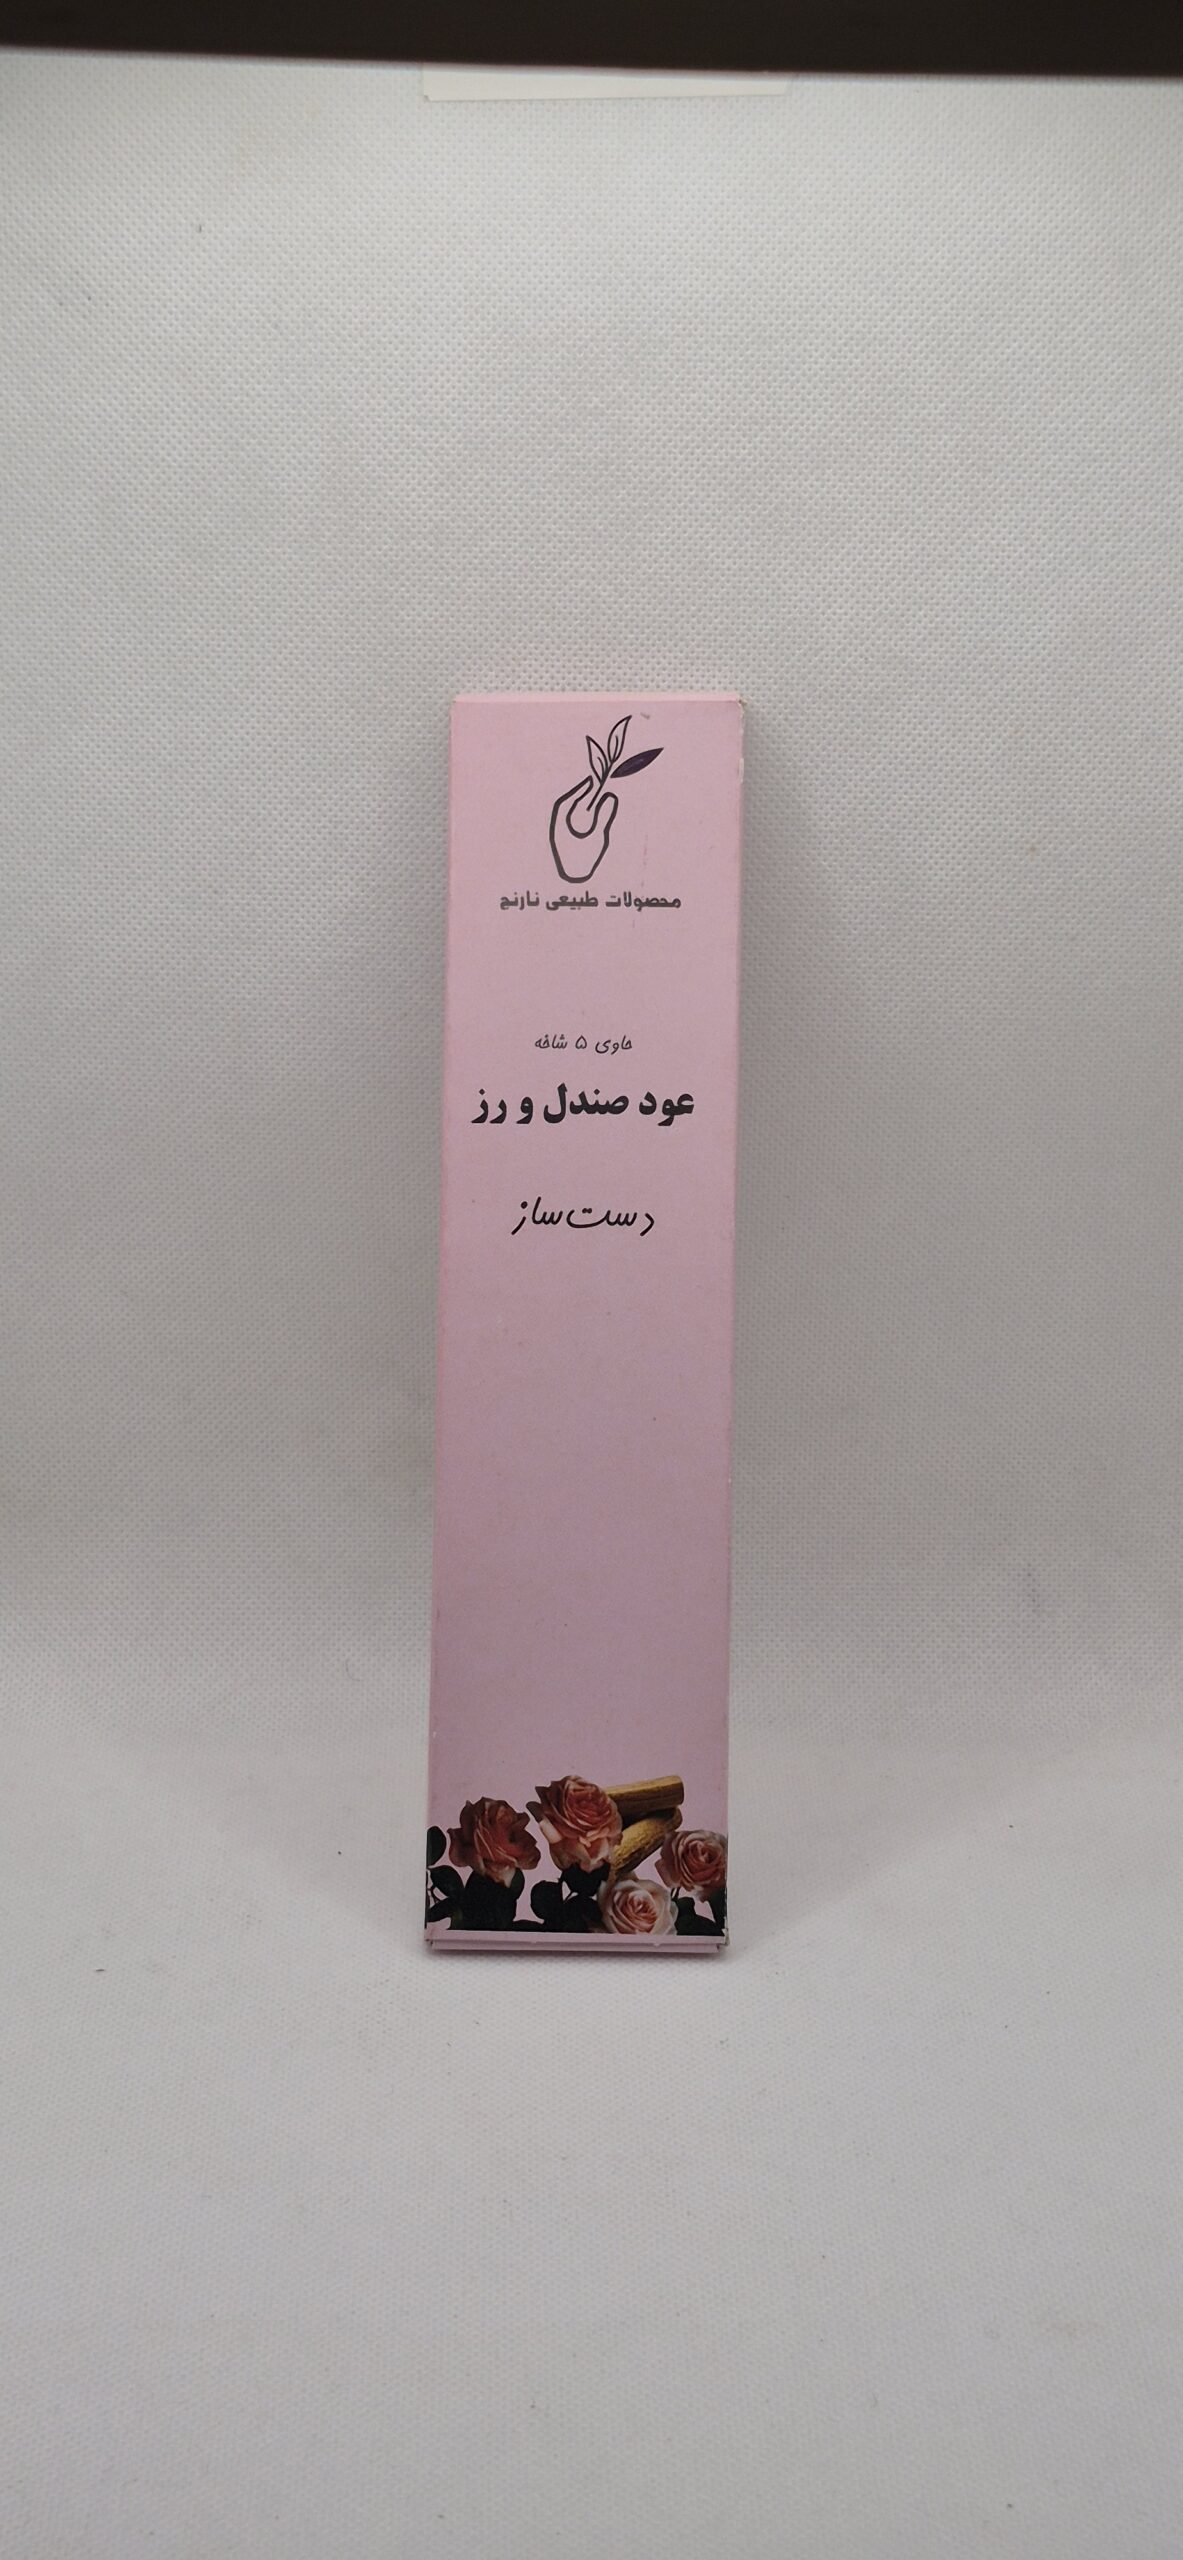 محصولات طبیعی نارنج
حاوی ۵ شاخه
عود صندل و رز
دست‌ساز